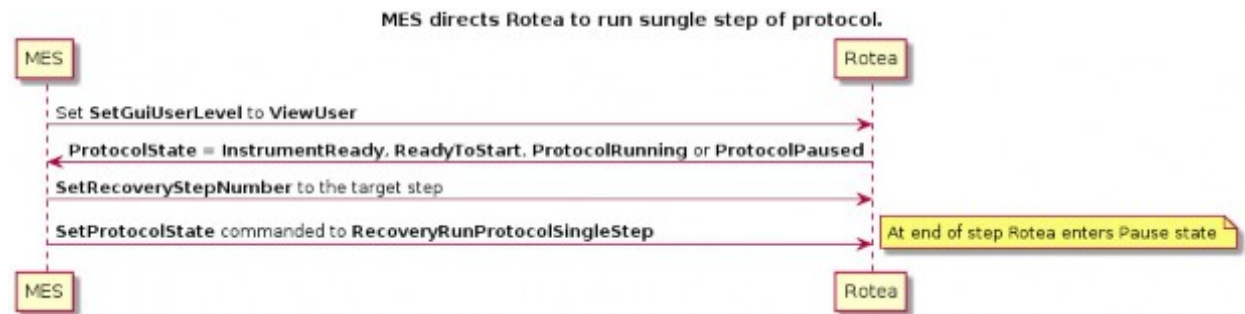 MES directs Rotea to run sungle step of protocol.
MES Rotea
Set SetGuiUserLevel to ViewUser
ProtocolState = InstrumentReady, ReadyToStart, ProtocolRunning or ProtocolPaused
SetRecoveryStepNumber to the target step
SetProtocolState commanded to RecoveryRunProtocolSingleStep At end of step Rotea enters Pause state
MES Rotea